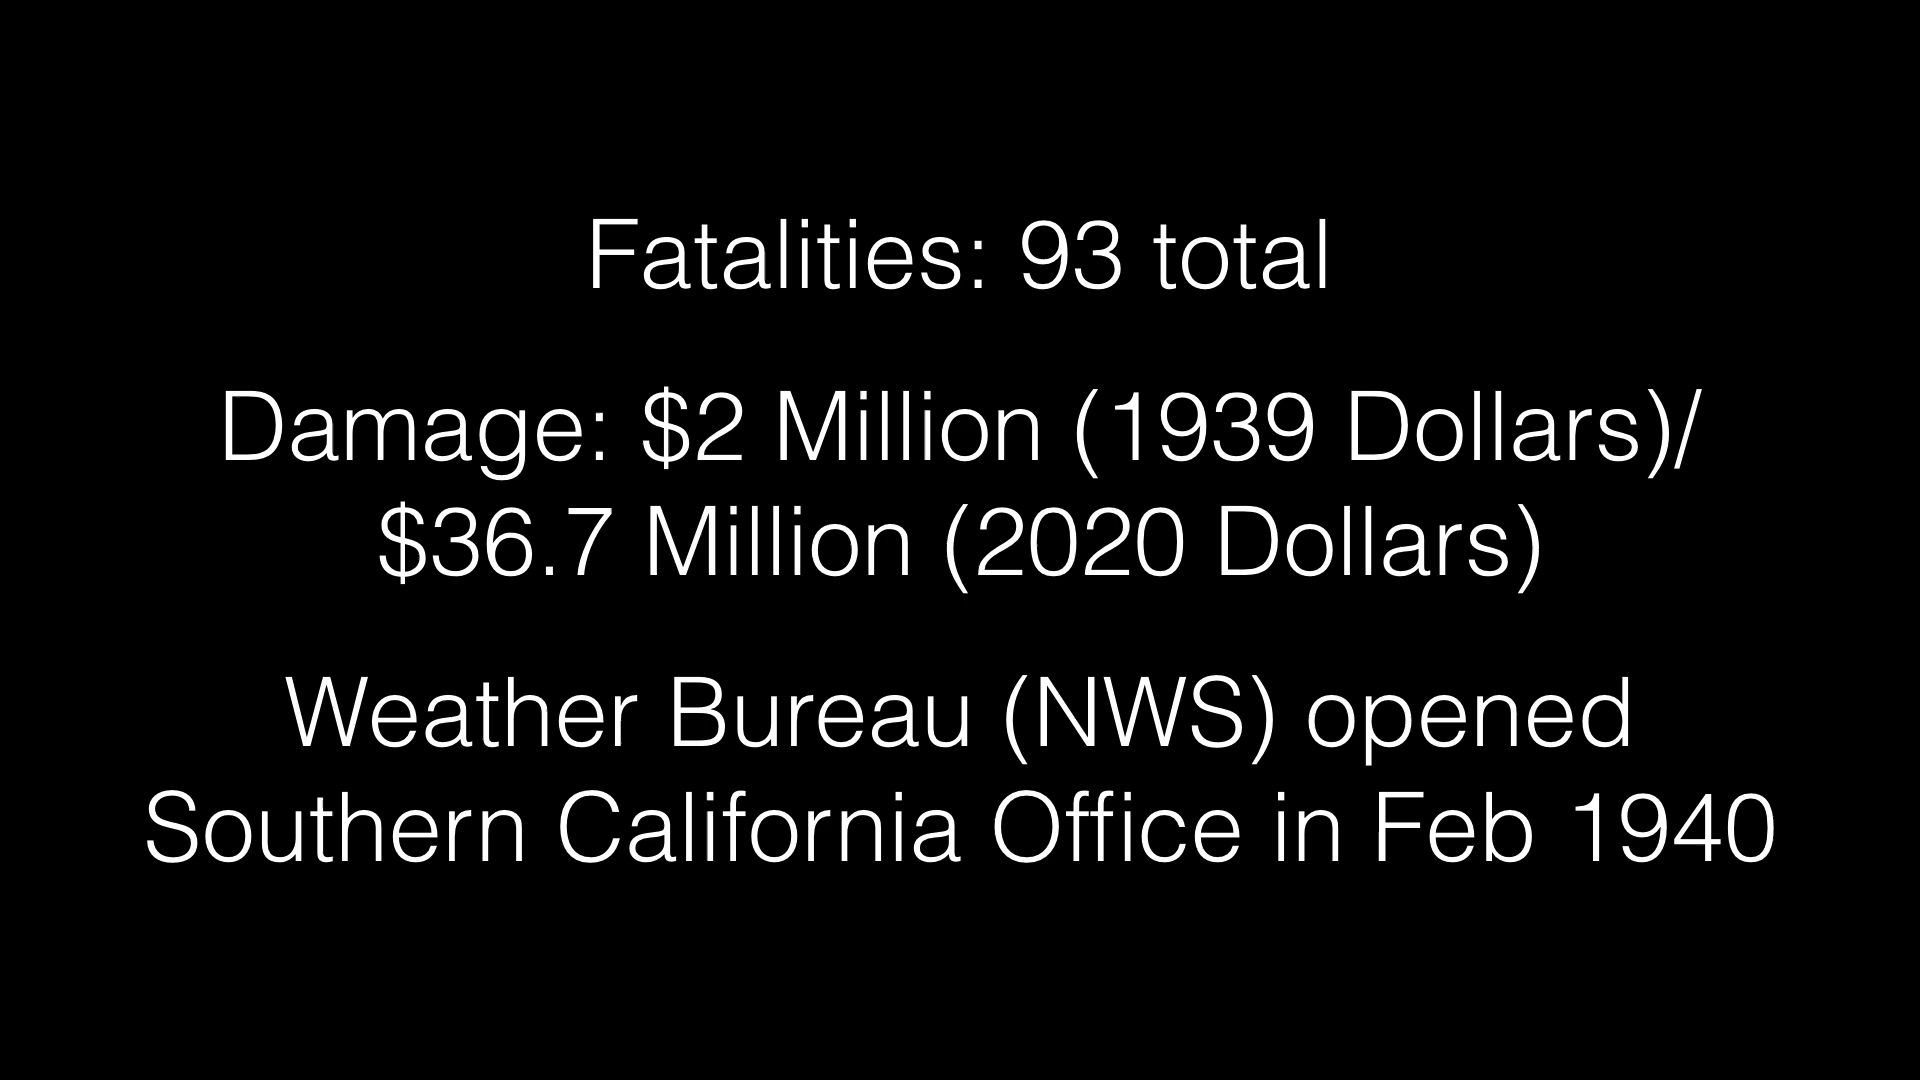 Fatalities: 93 total
Damage: $2 Million (1939 Dollars)/
$36.7 Million (2020 Dollars)
Weather Bureau (NWS) opened
Southern California Office in Feb 1940